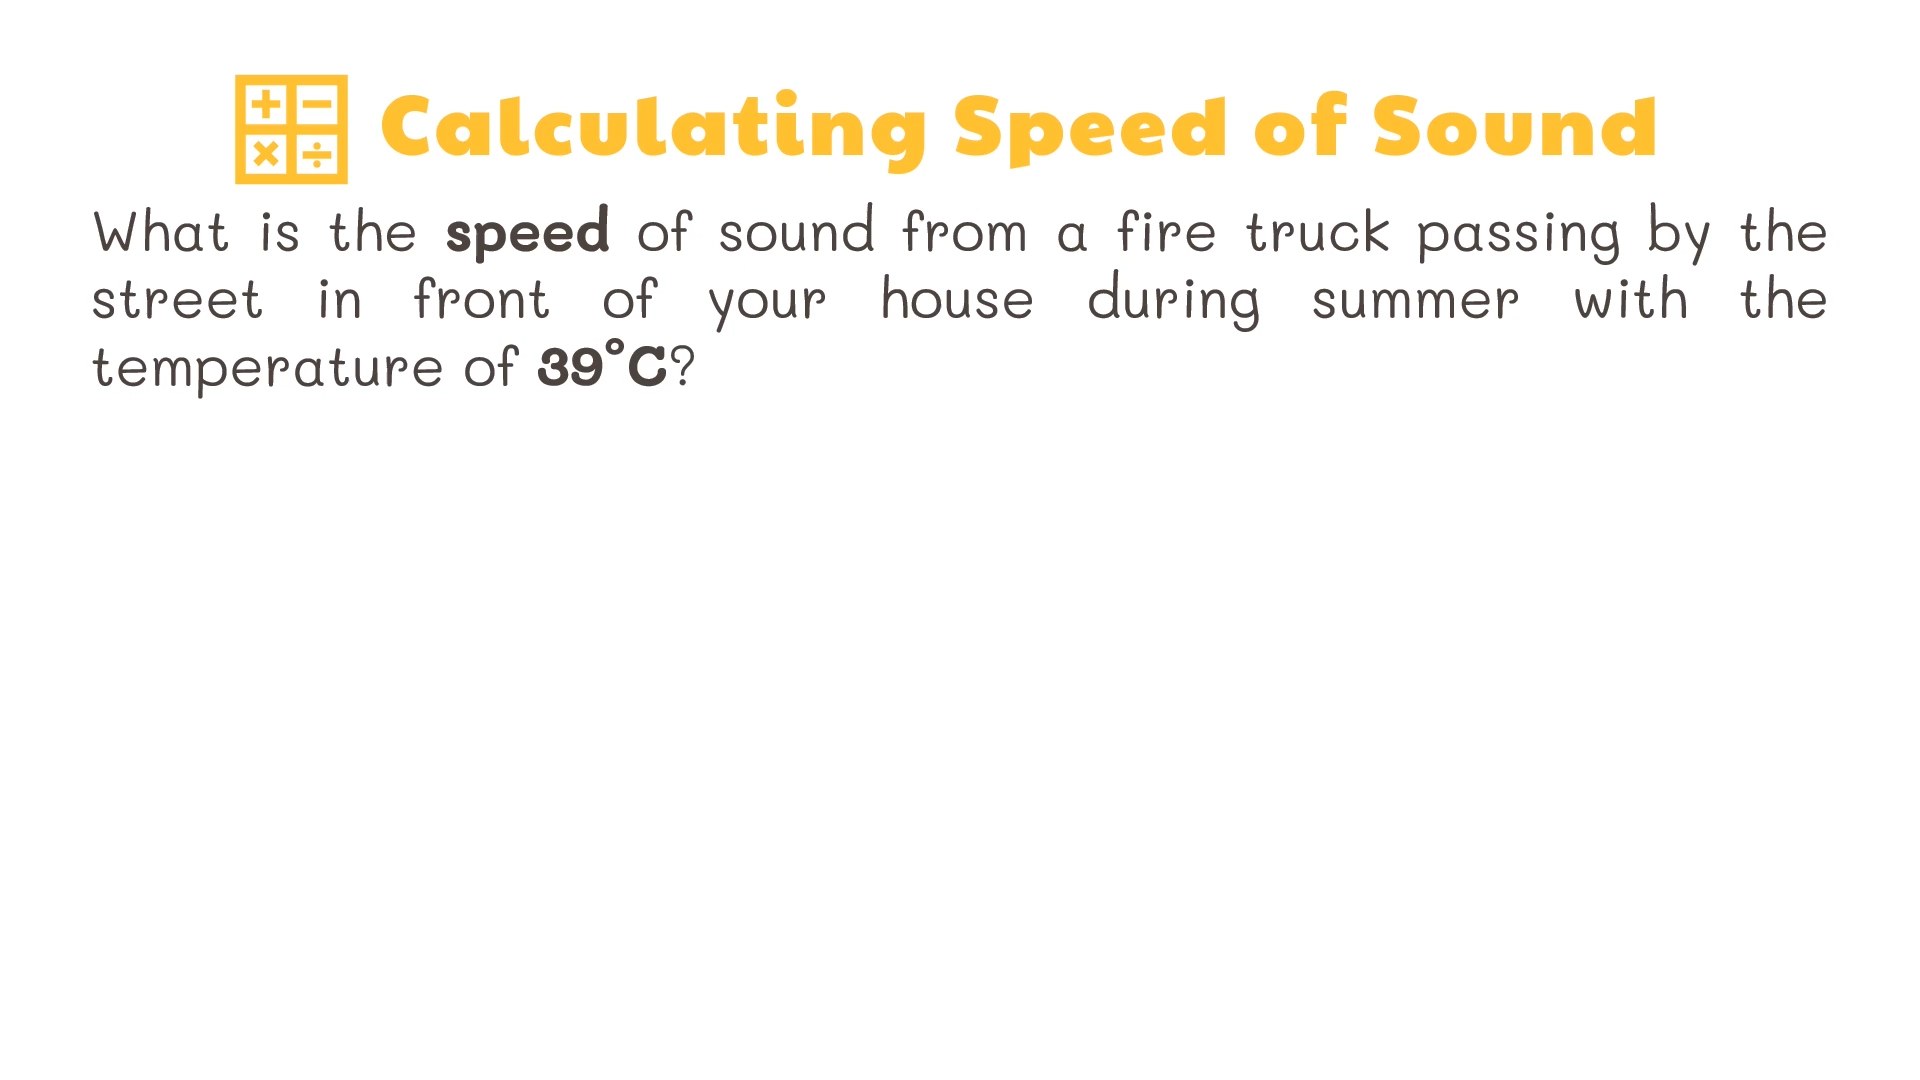 Calculating Speed of Sound
What is the speed of sound from a fire truck passing by the
street in front of your house during summer with the
temperature of 39°C?